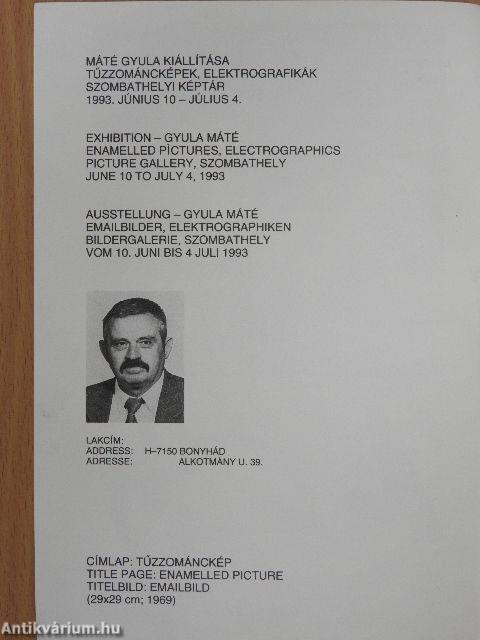 MÁTÉ GYULA KIÁLLÍTÁSA
TŰZZOMÁNCKÉPEK, ELEKTROGRAFIKÁK
SZOMBATHELYI KÉPTÁR
1993. JÚNIUS 10 – JÚLIUS 4.
EXHIBITION – GYULA MÁTÉ
ENAMELLED PÍCTURES, ELECTROGRAPHICS
PICTURE GALLERY, SZOMBATHELY
JUNE 10 TO JULY 4, 1993
AUSSTELLUNG – GYULA MÁTÉ
EMAILBILDER, ELEKTROGRAPHIKEN
BILDERGALERIE, SZOMBATHELY
VOM 10. JUNI BIS 4 JULI 1993
LAKCÍM:
ADDRESS: H–7150 BONYHÁD
ADRESSE: ALKOTMÁNY U. 39.
CÍMLAP: TŰZZOMÁNCKÉP
TITLE PAGE: ENAMELLED PICTURE
TITELBILD: EMAILBILD
(29x29 cm; 1969)
Antikvárium.hu